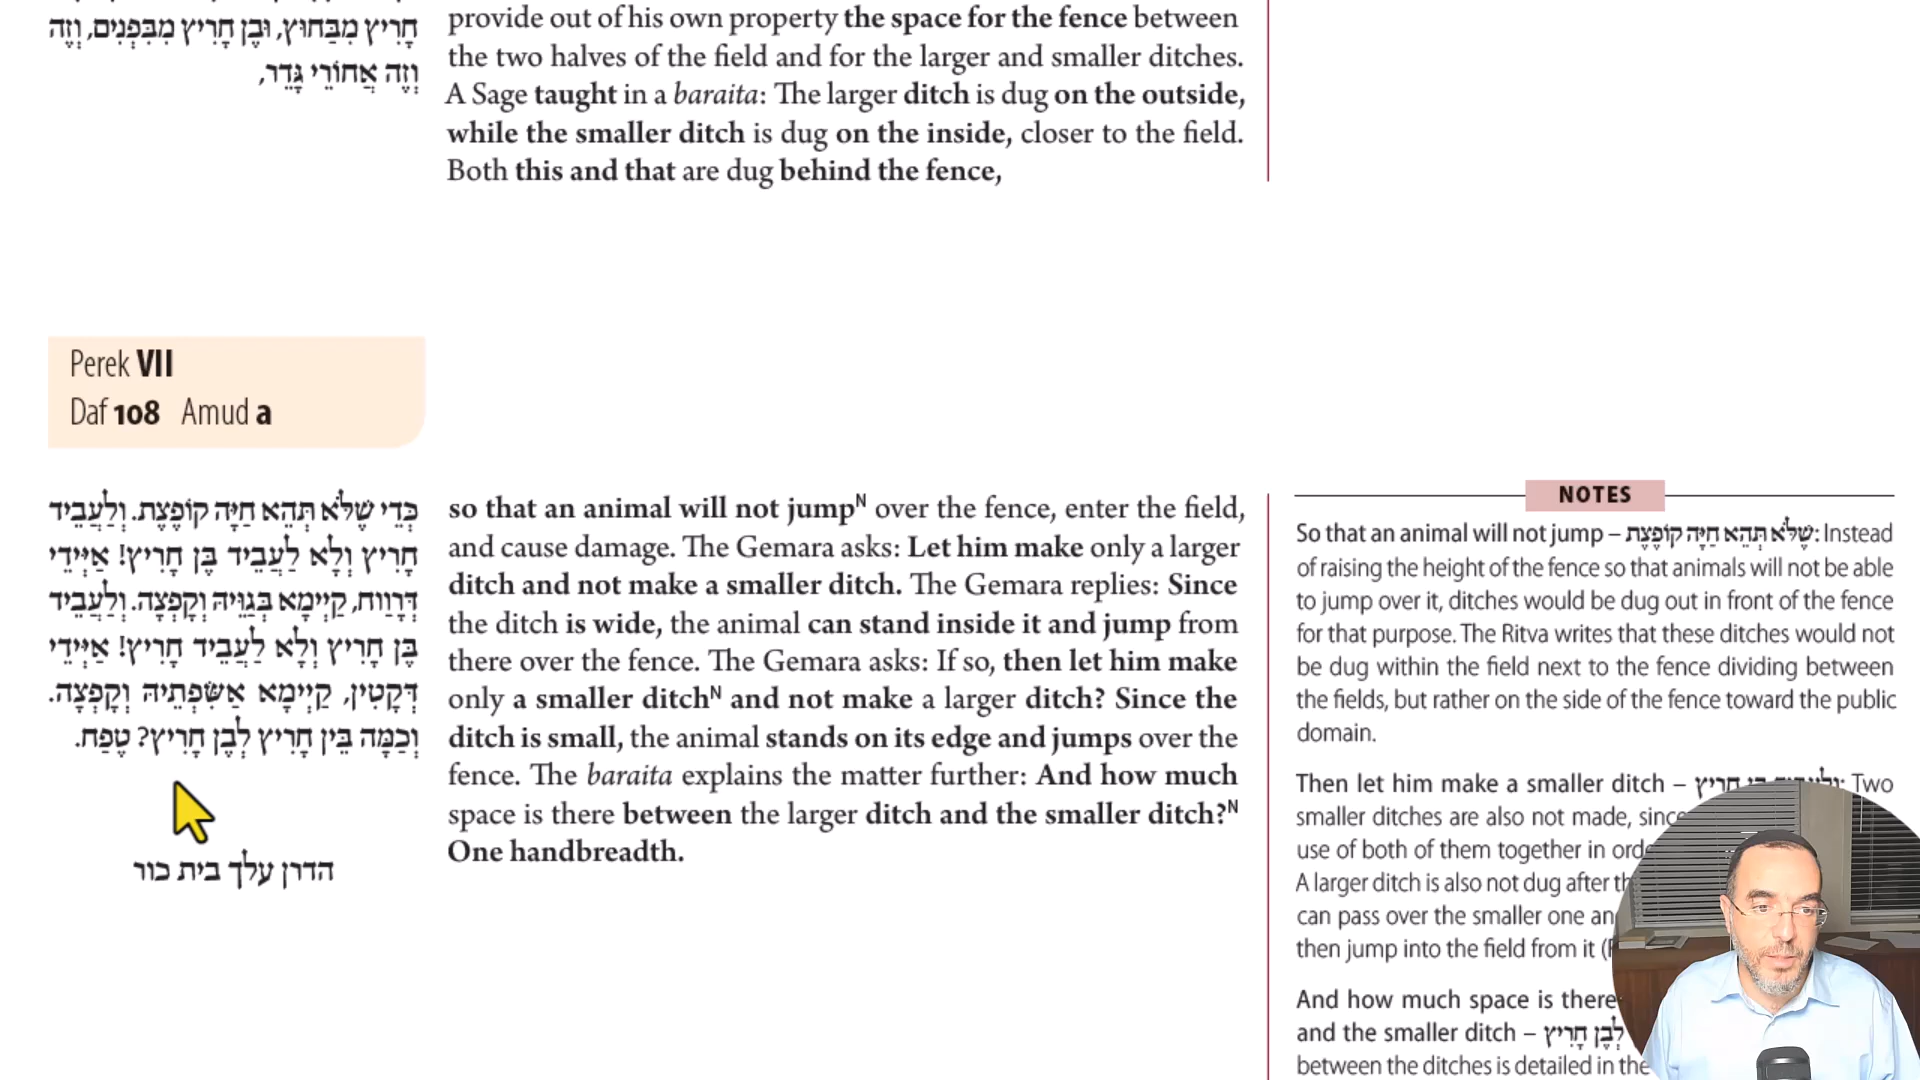 חָרִיץ מִבַּחוּץ, וּבֶן חָרִיץ מִבִּפְנִים, וְזֶה
וְזֶה אֲחוֹרֵי גָּדֵר,
provide out of his own property the space for the fence between
the two halves of the field and for the larger and smaller ditches.
A Sage taught in a baraita: The larger ditch is dug on the outside,
while the smaller ditch is dug on the inside, closer to the field.
Both this and that are dug behind the fence,
Perek VII
Daf 108 Amud a
כְּדֵי שֶׁלֹּא תְּהֵא חַיָּה קוֹפֶצֶת. וְלַעֲבֵיד
חָרִיץ וְלָא לַעֲבֵיד בֶּן חָרִיץ! אַיְּידֵי
דִּרְוַוח, קַיְימָא בְּגַוֵּיהּ וְקָפְצָה. וְלַעֲבֵיד
בֶּן חָרִיץ וְלָא לַעֲבֵיד חָרִיץ! אַיְּידֵי
דְּקַטִּין, קַיְימָא אַשִּׂפְתֵיהּ וְקָפְצָה.
וְכַמָּה בֵּין חָרִיץ לְבֶן חָרִיץ? טֶפַח.
הדרן עלך בית כור
so that an animal will not jumpᴺ over the fence, enter the field,
and cause damage. The Gemara asks: Let him make only a larger
ditch and not make a smaller ditch. The Gemara replies: Since
the ditch is wide, the animal can stand inside it and jump from
there over the fence. The Gemara asks: If so, then let him make
only a smaller ditchᴺ and not make a larger ditch? Since the
ditch is small, the animal stands on its edge and jumps over the
fence. The baraita explains the matter further: And how much
space is there between the larger ditch and the smaller ditch?ᴺ
One handbreadth.
NOTES
So that an animal will not jump – שֶׁלֹּא תְּהֵא חַיָּה קוֹפֶצֶת: Instead
of raising the height of the fence so that animals will not be able
to jump over it, ditches would be dug out in front of the fence
for that purpose. The Ritva writes that these ditches would not
be dug within the field next to the fence dividing between
the fields, but rather on the side of the fence toward the public
domain.
Then let him make a smaller ditch – חָרִיץ: Two
smaller ditches are also not made,
use of both of them together in
A larger ditch is also not dug after
can pass over the smaller one
then jump into the field from it
And how much space is there
and the smaller ditch – לְבֶן חָרִיץ
between the ditches is detailed in the